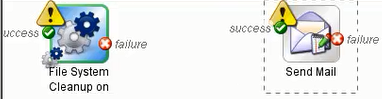 success
failure
File System
Cleanup on
success
failure
Send Mail